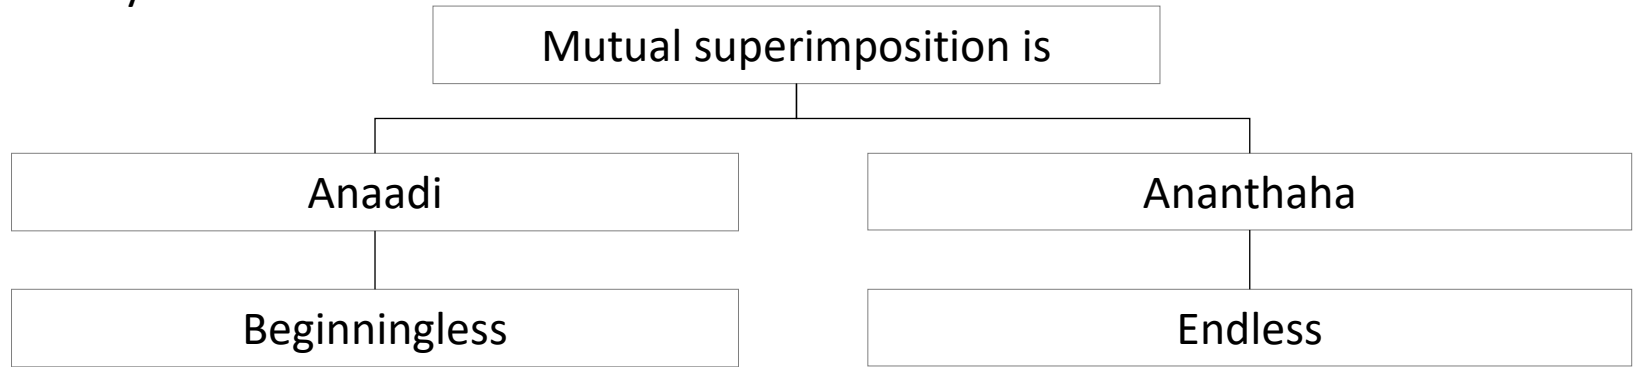 Mutual superimposition is
Anaadi
Ananthaha
Beginningless
Endless